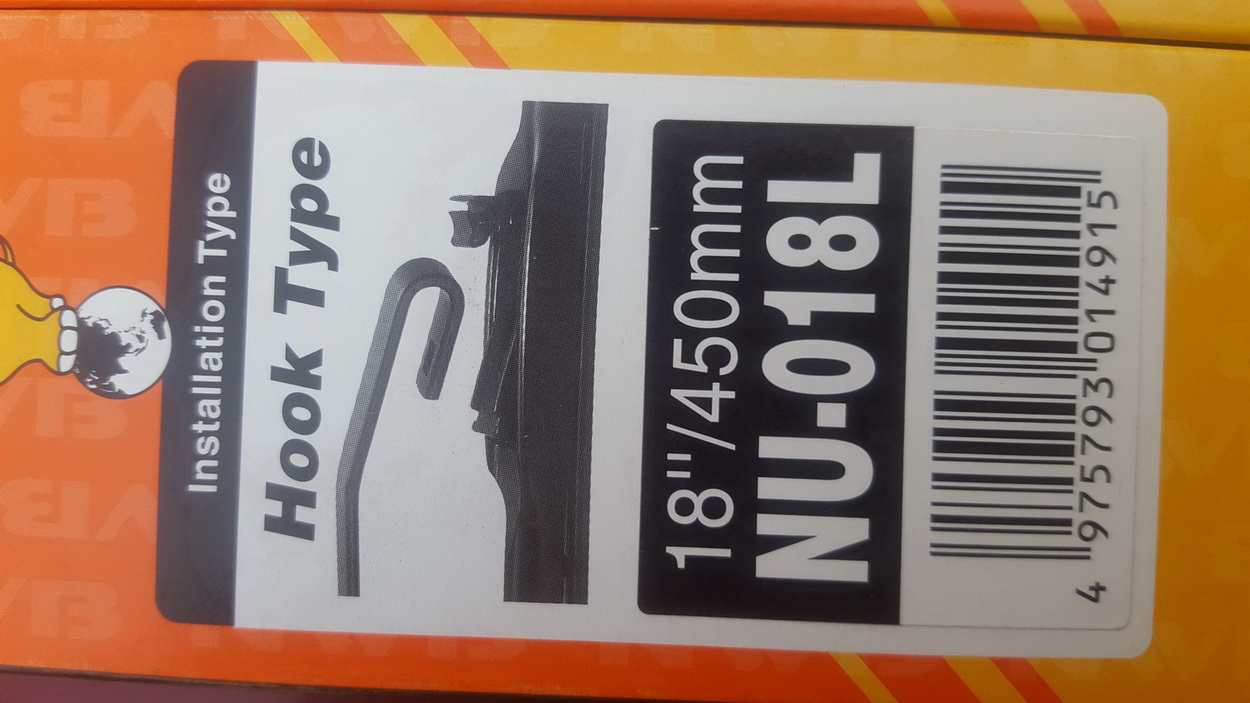 Installation Type
Hook Type
18"/450mm
NU-018L
4 975793 014915